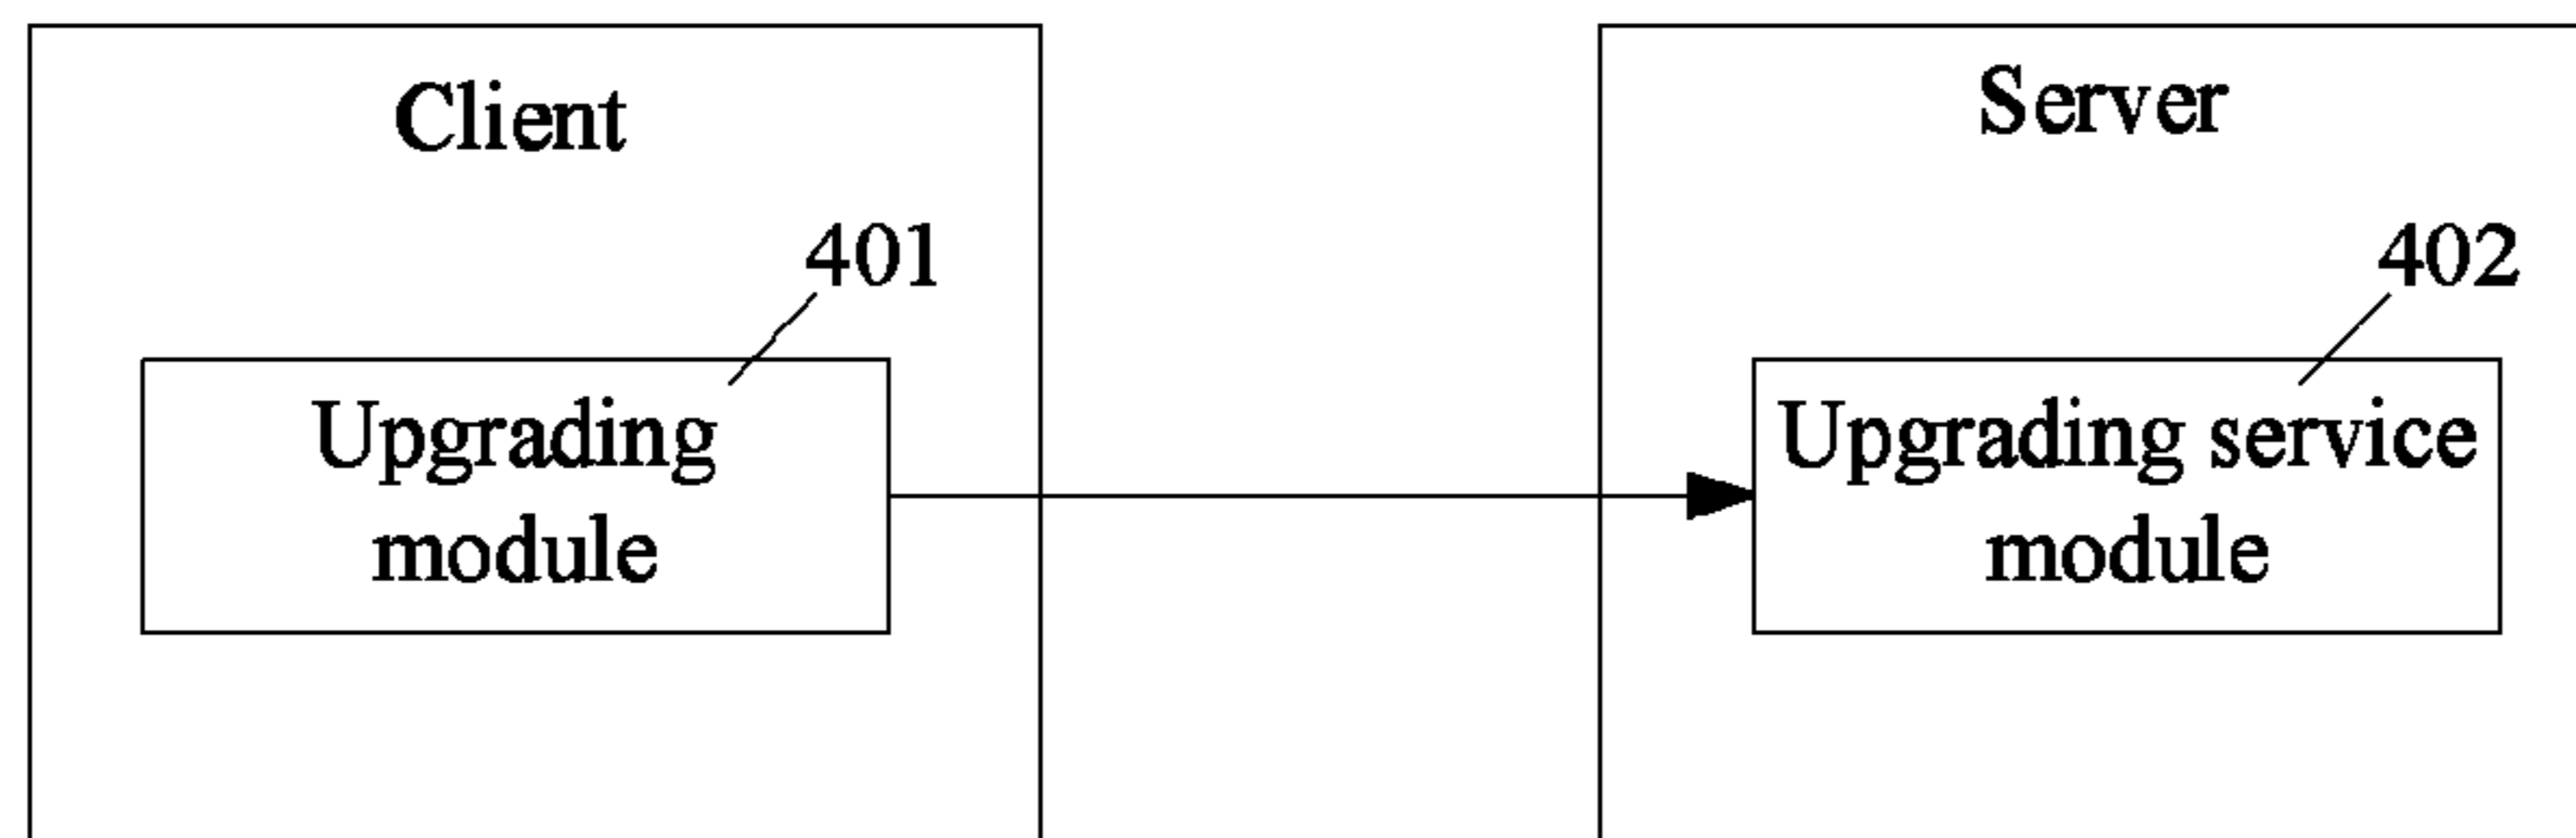 Client
401
Upgrading
module
Server
402
Upgrading service
module